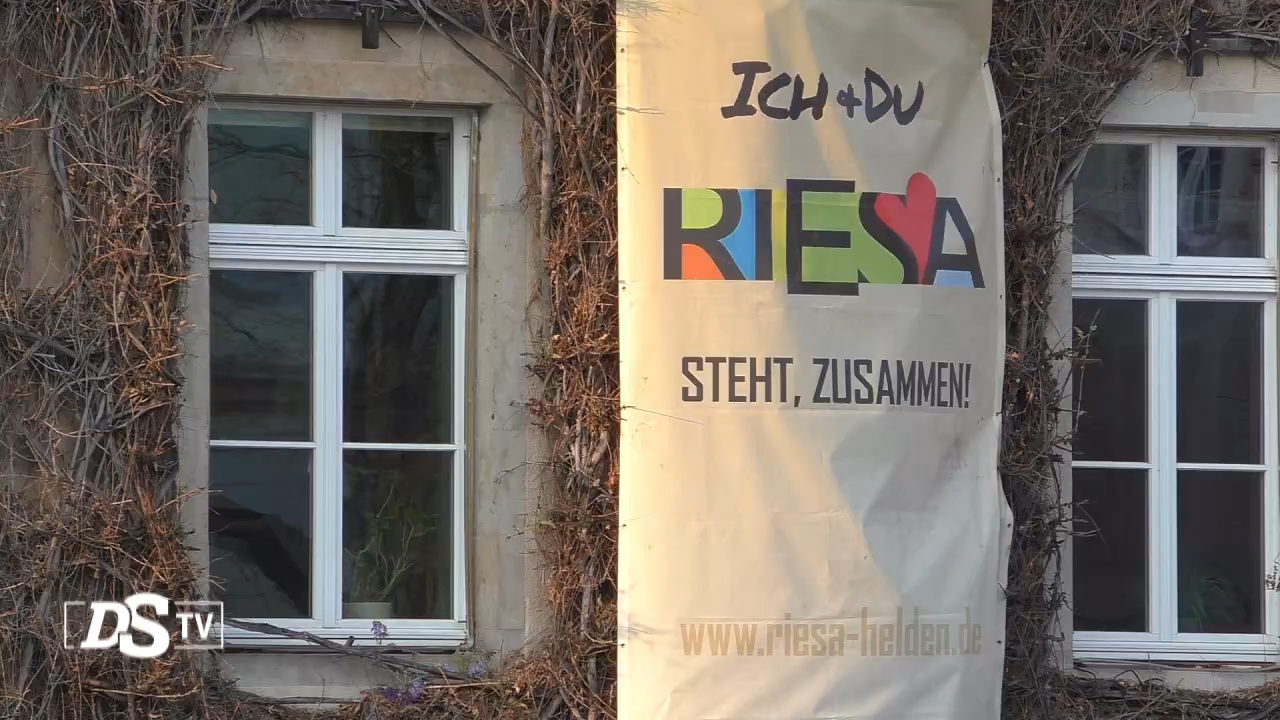 ICH & DU
RIESA
STEHT, ZUSAMMEN!
www.riesa-helden.de
DS TV